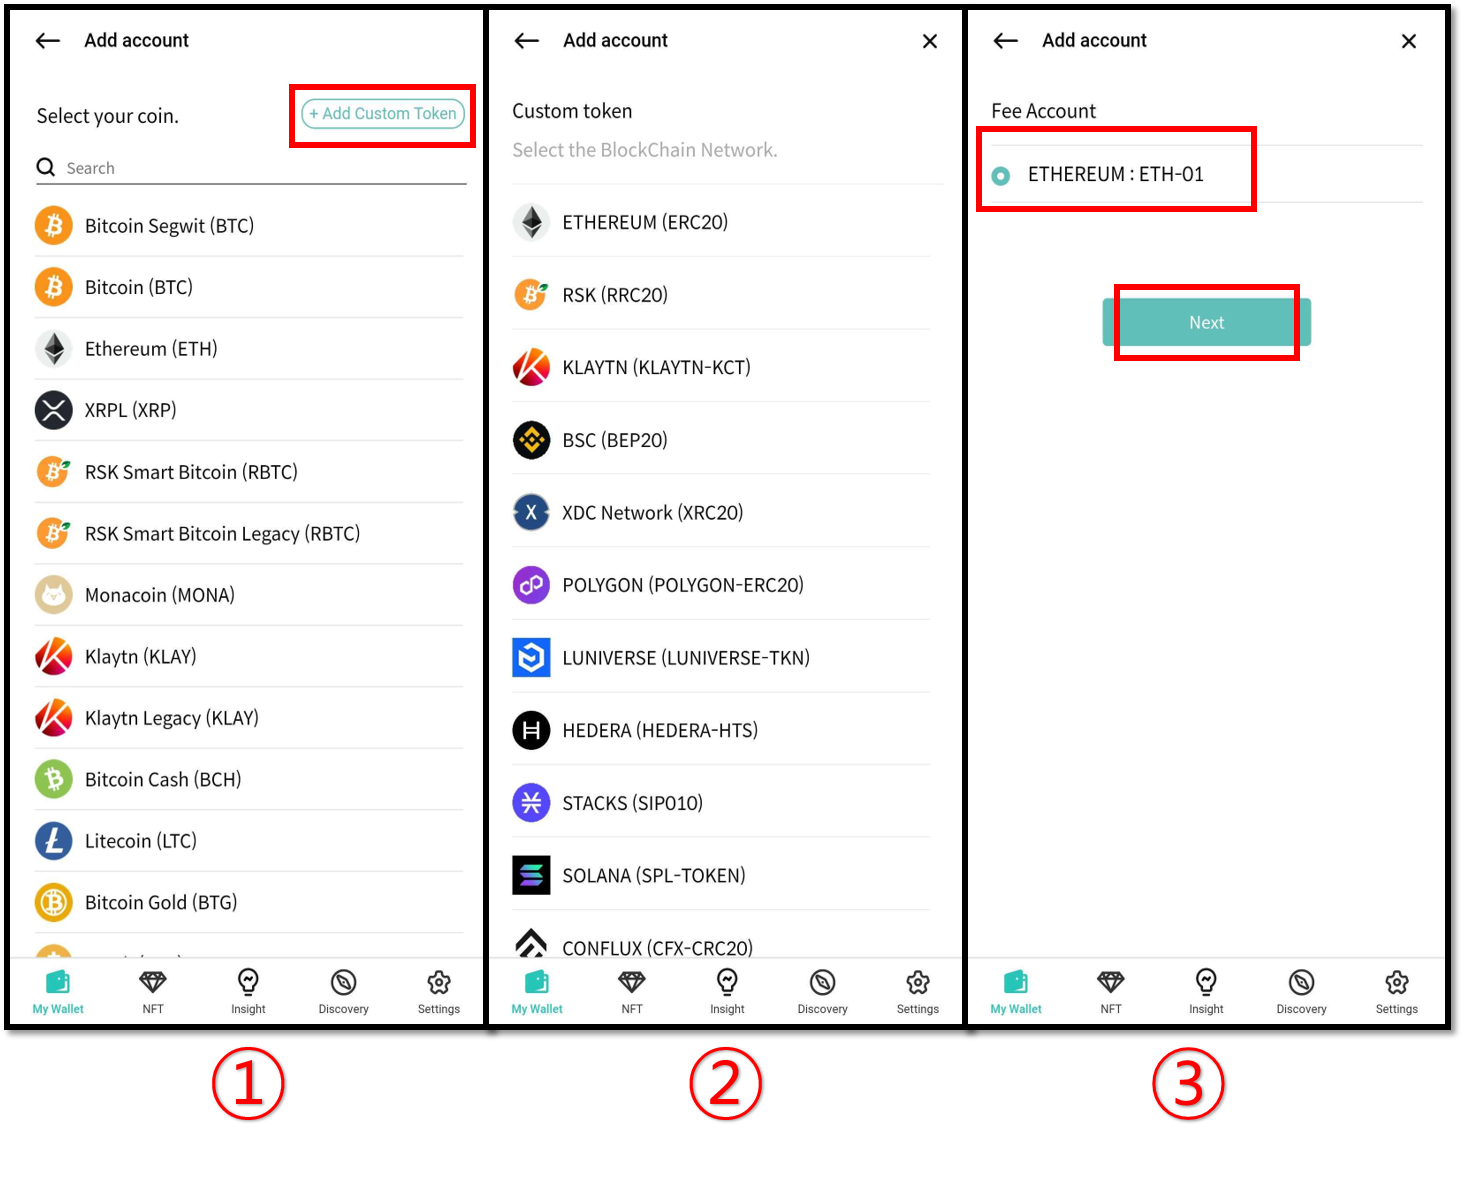 Add account
Select your coin.
+ Add Custom Token
Search
Bitcoin Segwit (BTC)
Bitcoin (BTC)
Ethereum (ETH)
XRPL (XRP)
RSK Smart Bitcoin (RBTC)
RSK Smart Bitcoin Legacy (RBTC)
Monacoin (MONA)
Klaytn (KLAY)
Klaytn Legacy (KLAY)
Bitcoin Cash (BCH)
Litecoin (LTC)
Bitcoin Gold (BTG)
My Wallet
NFT
Insight
Discovery
Settings
①
Add account
Custom token
Select the BlockChain Network.
ETHEREUM (ERC20)
RSK (RRC20)
KLAYTN (KLAYTN-KCT)
BSC (BEP20)
XDC Network (XRC20)
POLYGON (POLYGON-ERC20)
LUNIVERSE (LUNIVERSE-TKN)
HEDERA (HEDERA-HTS)
STACKS (SIP010)
SOLANA (SPL-TOKEN)
CONFLUX (CFX-CRC20)
My Wallet
NFT
Insight
Discovery
Settings
②
Add account
Fee Account
ETHEREUM : ETH-01
Next
My Wallet
NFT
Insight
Discovery
Settings
③